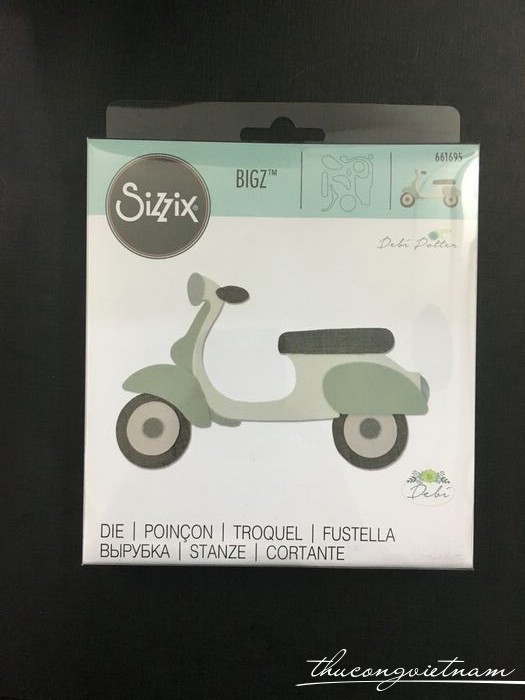 661695
BIGZ™
Sizzix
Debi Potter
Debi
DIE | POINÇON | TROQUEL | FUSTELLA
ВЫРУБКА | STANZE | CORTANTE
thucongvietnam